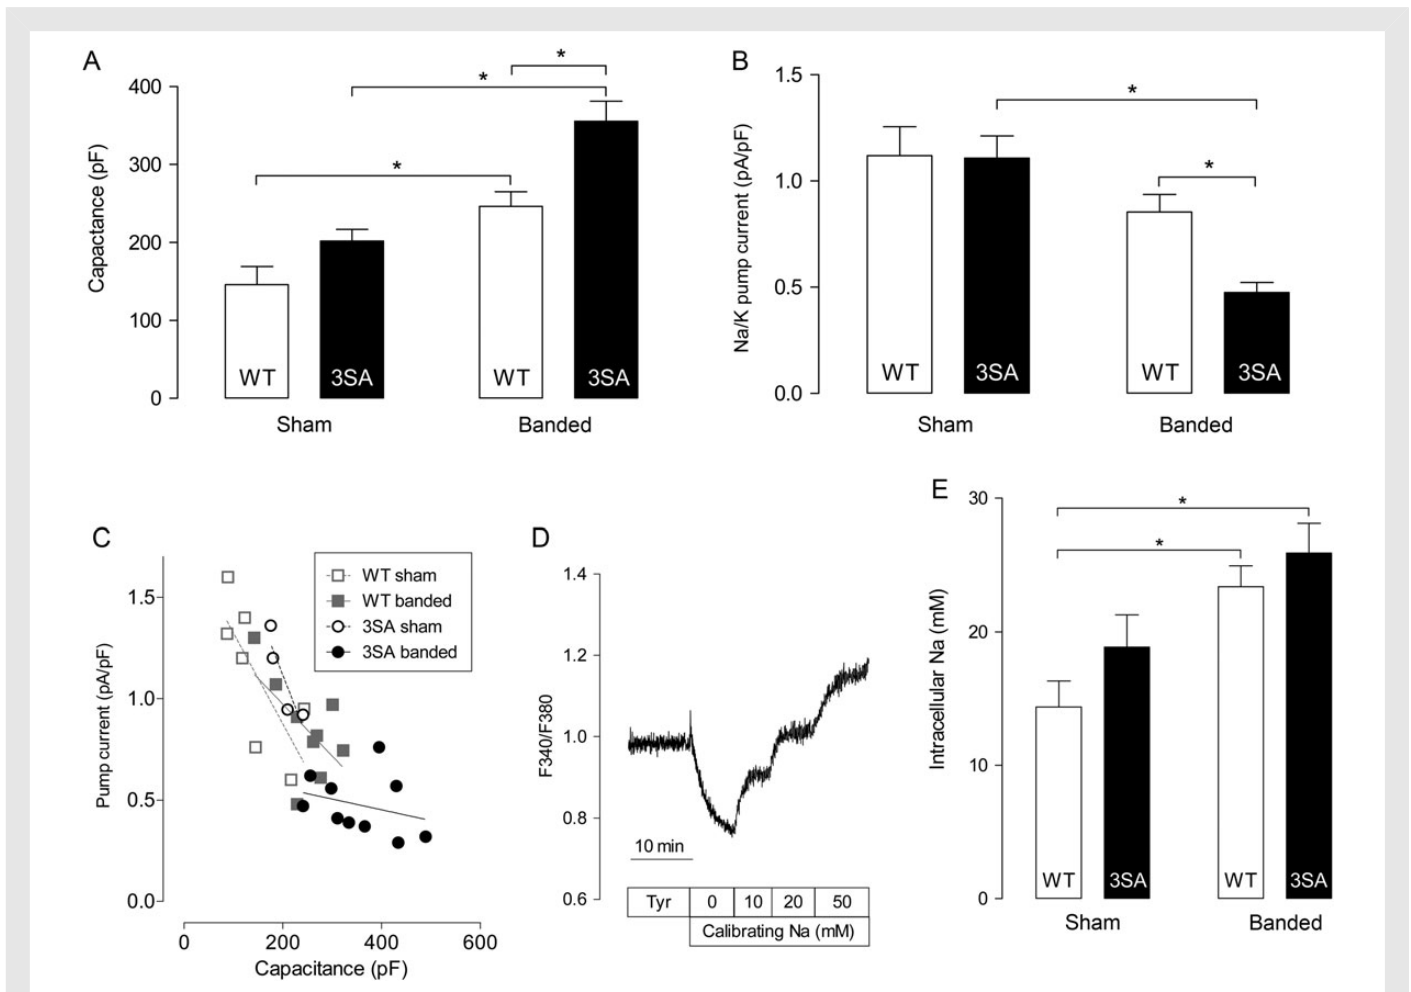 A
Capactance (pF)
400
300
200
100
0
*
*
*
WT
3SA
WT
3SA
Sham
Banded
B
Na/K pump current (pA/pF)
1.5
1.0
0.5
0.0
*
*
WT
3SA
WT
3SA
Sham
Banded
C
Pump current (pA/pF)
1.5
1.0
0.5
0.0
WT sham
WT banded
3SA sham
3SA banded
0
200
400
600
Capacitance (pF)
D
F340/F380
1.4
1.2
1.0
0.8
0.6
10 min
Tyr
0
10
20
50
Calibrating Na (mM)
E
Intracellular Na (mM)
30
20
10
0
*
*
WT
3SA
WT
3SA
Sham
Banded